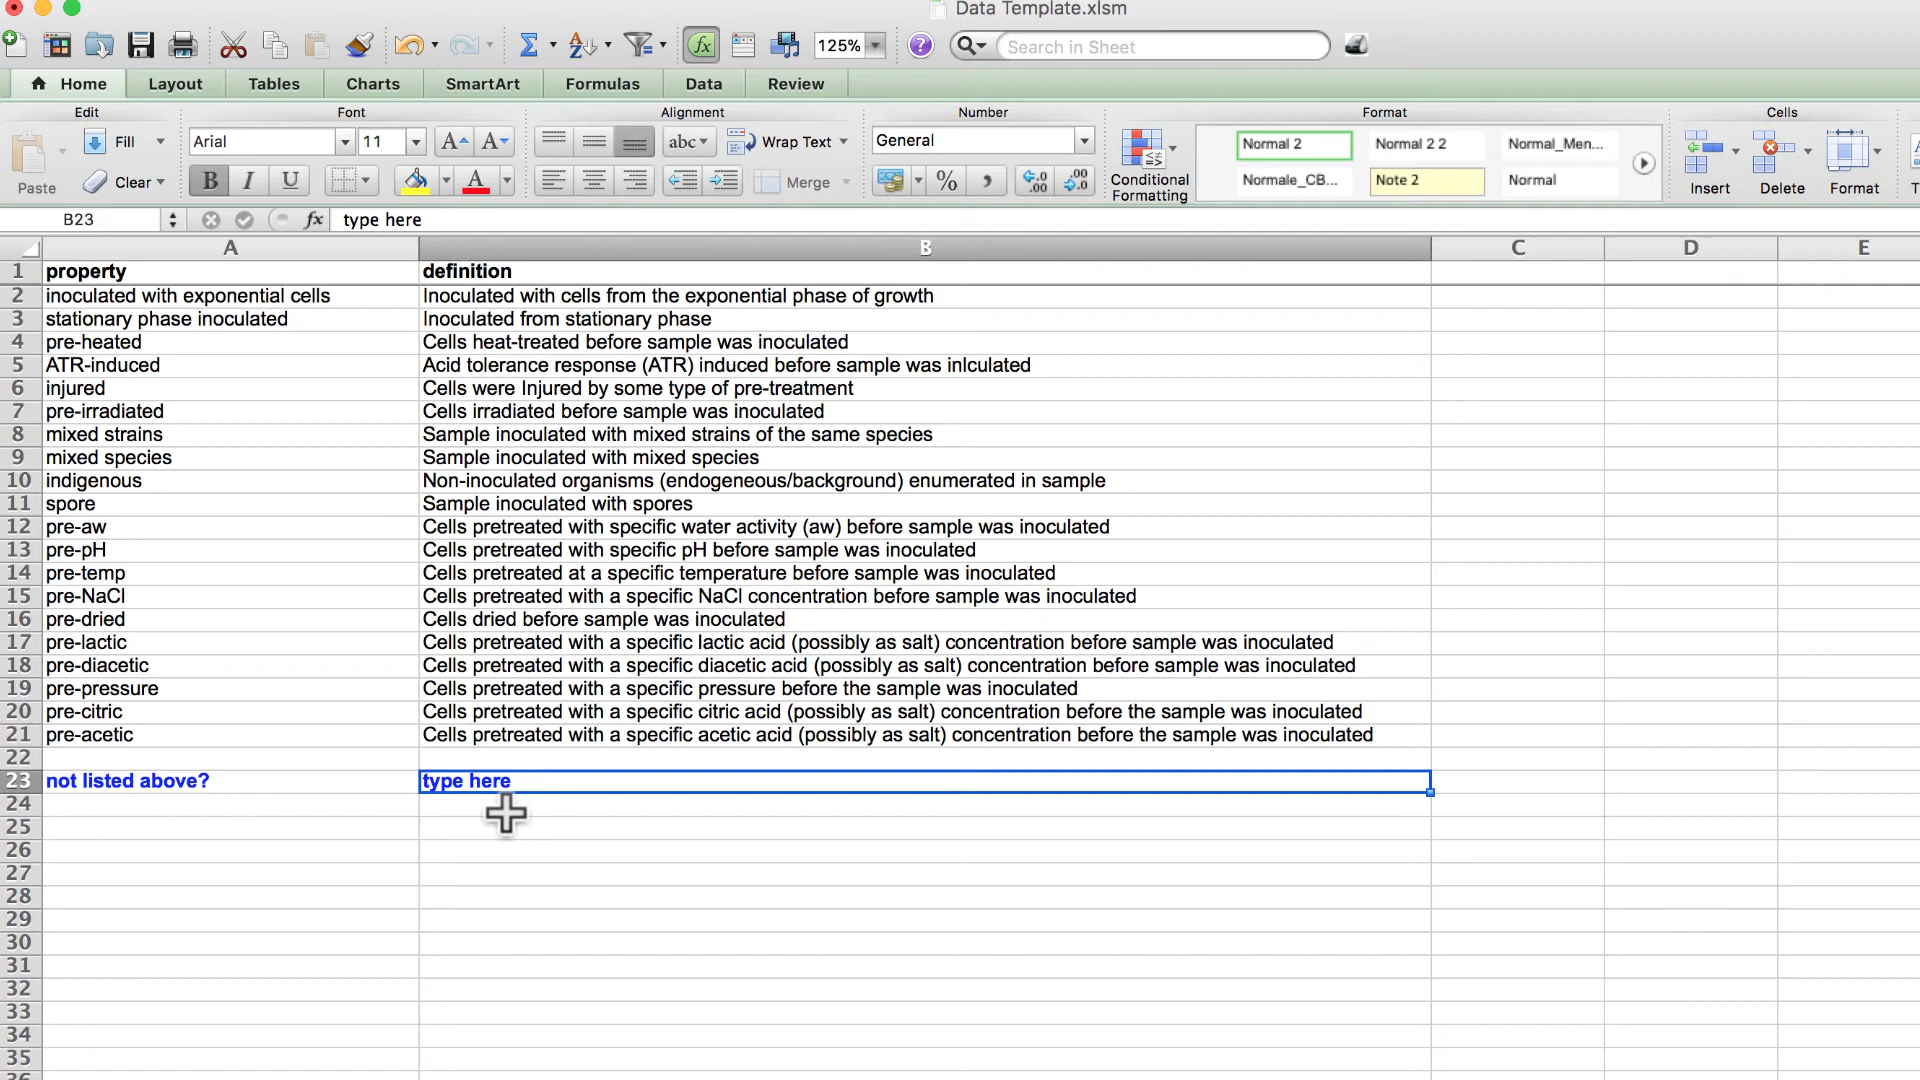 Data Template.xlsm
125%
Search in Sheet
Home Layout Tables Charts SmartArt Formulas Data Review
Edit Font Alignment Number Format Cells
Fill Arial 11 A A abc Wrap Text General Normal 2 Normal 2 2 Normal_Men...
Paste Clear B I U A Merge % Conditional Formatting Normale_CB... Note 2 Normal Insert Delete Format
B23 fx type here
A B C D E
1 property definition
2 inoculated with exponential cells Inoculated with cells from the exponential phase of growth
3 stationary phase inoculated Inoculated from stationary phase
4 pre-heated Cells heat-treated before sample was inoculated
5 ATR-induced Acid tolerance response (ATR) induced before sample was inlculated
6 injured Cells were Injured by some type of pre-treatment
7 pre-irradiated Cells irradiated before sample was inoculated
8 mixed strains Sample inoculated with mixed strains of the same species
9 mixed species Sample inoculated with mixed species
10 indigenous Non-inoculated organisms (endogeneous/background) enumerated in sample
11 spore Sample inoculated with spores
12 pre-aw Cells pretreated with specific water activity (aw) before sample was inoculated
13 pre-pH Cells pretreated with specific pH before sample was inoculated
14 pre-temp Cells pretreated at a specific temperature before sample was inoculated
15 pre-NaCl Cells pretreated with a specific NaCl concentration before sample was inoculated
16 pre-dried Cells dried before sample was inoculated
17 pre-lactic Cells pretreated with a specific lactic acid (possibly as salt) concentration before sample was inoculated
18 pre-diacetic Cells pretreated with a specific diacetic acid (possibly as salt) concentration before sample was inoculated
19 pre-pressure Cells pretreated with a specific pressure before the sample was inoculated
20 pre-citric Cells pretreated with a specific citric acid (possibly as salt) concentration before the sample was inoculated
21 pre-acetic Cells pretreated with a specific acetic acid (possibly as salt) concentration before the sample was inoculated
22
23 not listed above? type here
24
25
26
27
28
29
30
31
32
33
34
35